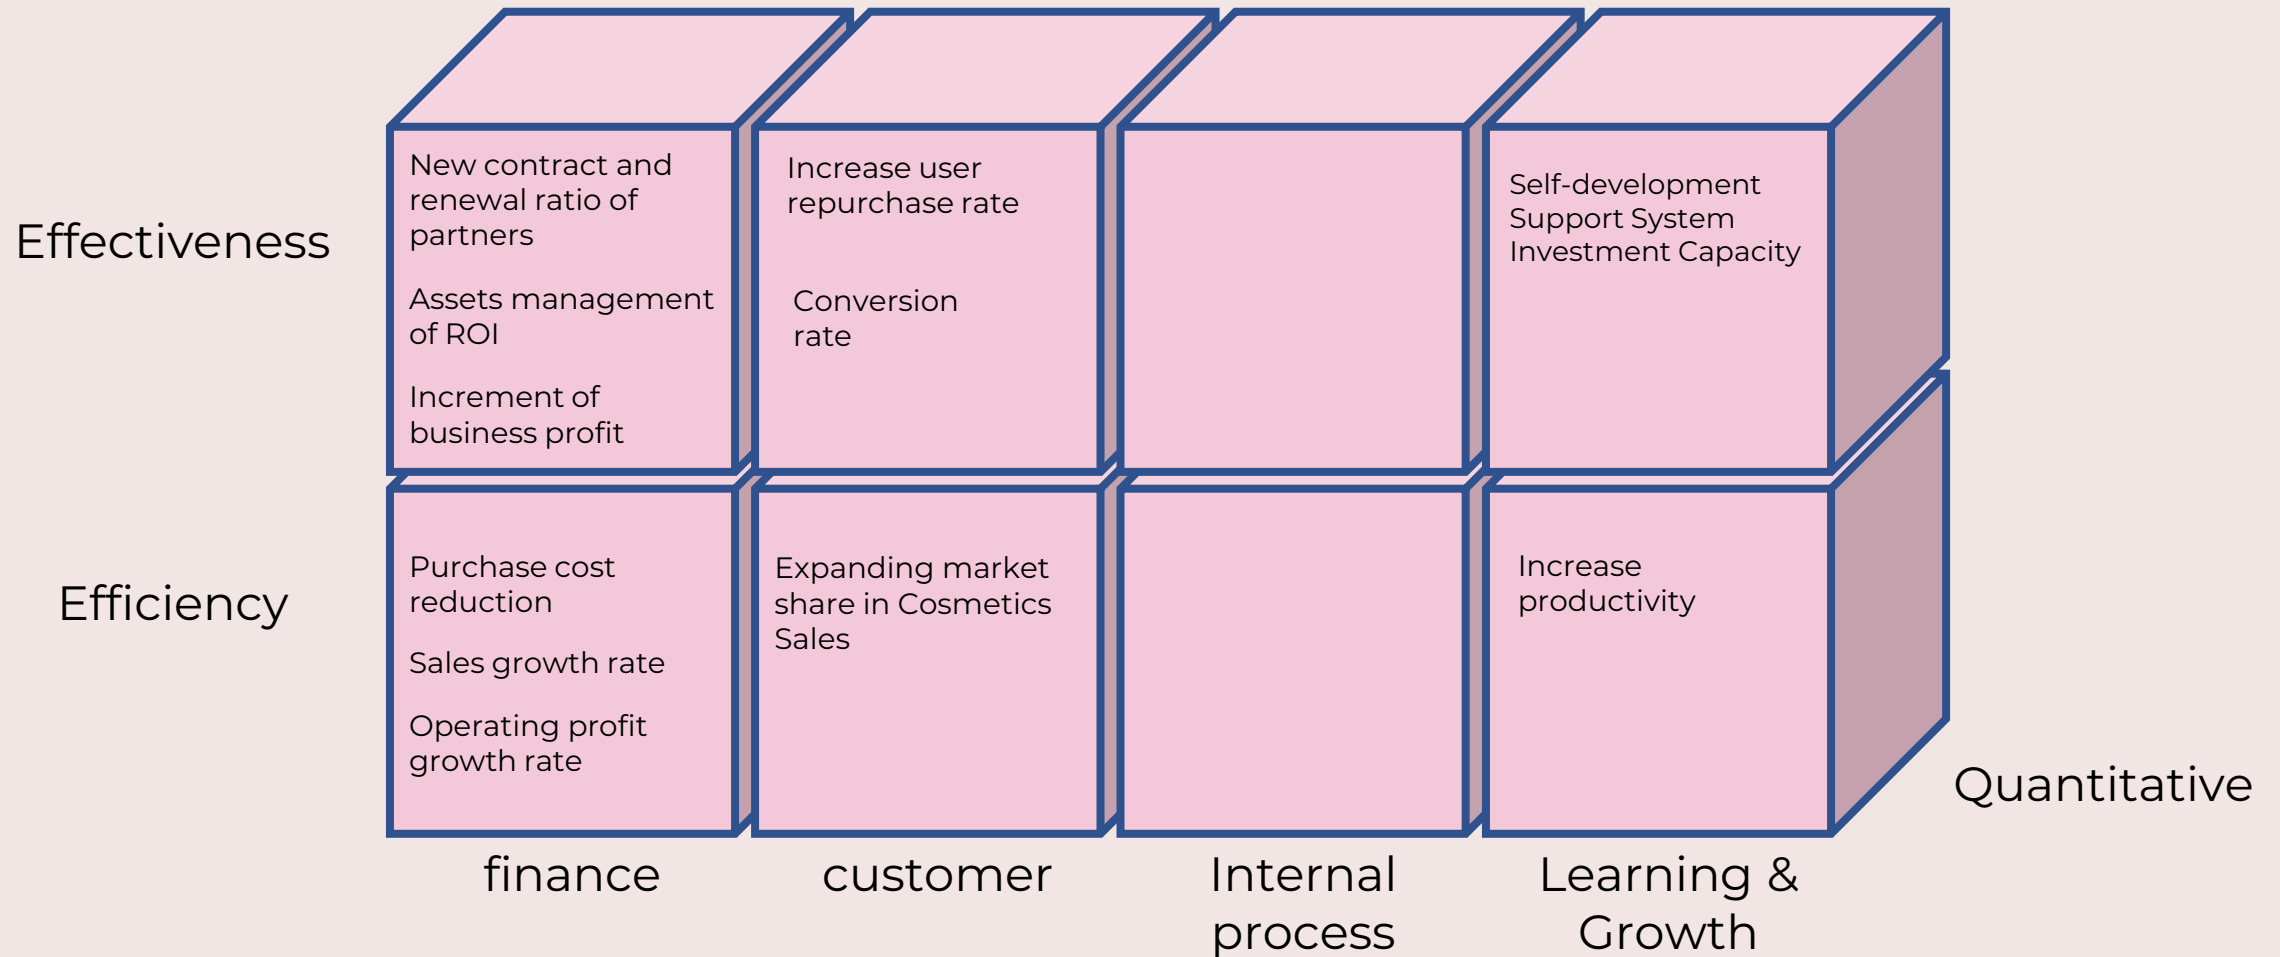 Effectiveness
New contract and
renewal ratio of
partners
Assets management
of ROI
Increment of
business profit
Increase user
repurchase rate
Conversion
rate
Self-development
Support System
Investment Capacity
Efficiency
Purchase cost
reduction
Sales growth rate
Operating profit
growth rate
Expanding market
share in Cosmetics
Sales
Increase
productivity
Quantitative
finance
customer
Internal
process
Learning &
Growth